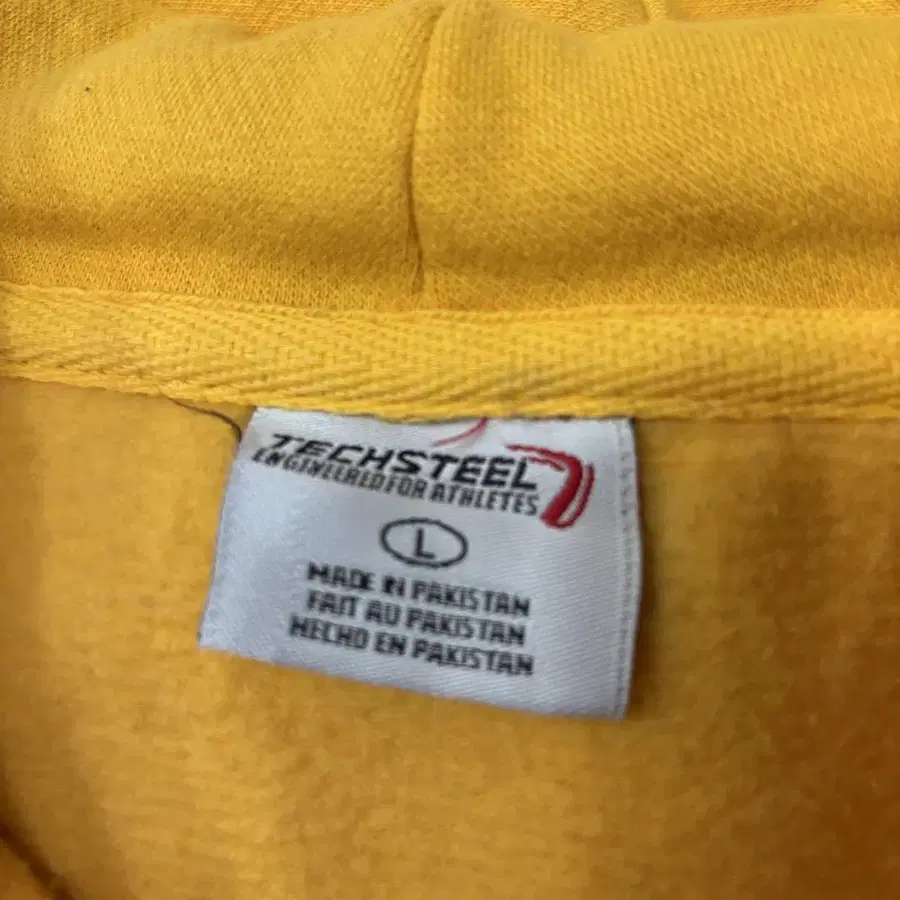 TECHSTEEL
ENGINEERED FOR ATHLETES
L
MADE IN PAKISTAN
FAIT AU PAKISTAN
HECHO EN PAKISTAN